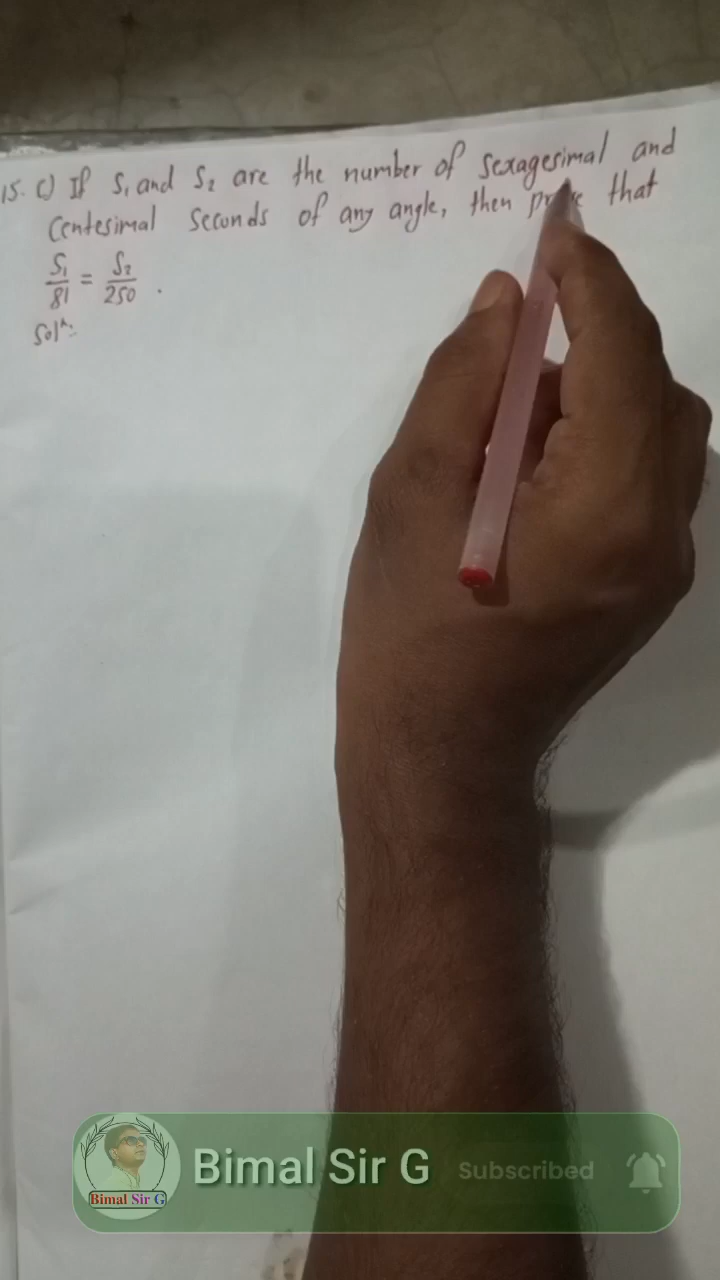 15. c) If S₁ and S₂ are the number of sexagesimal and
Centesimal seconds of any angle, then that
S₁/81 = S₂/250 .
Solⁿ:
Bimal Sir G Subscribed
Bimal Sir G